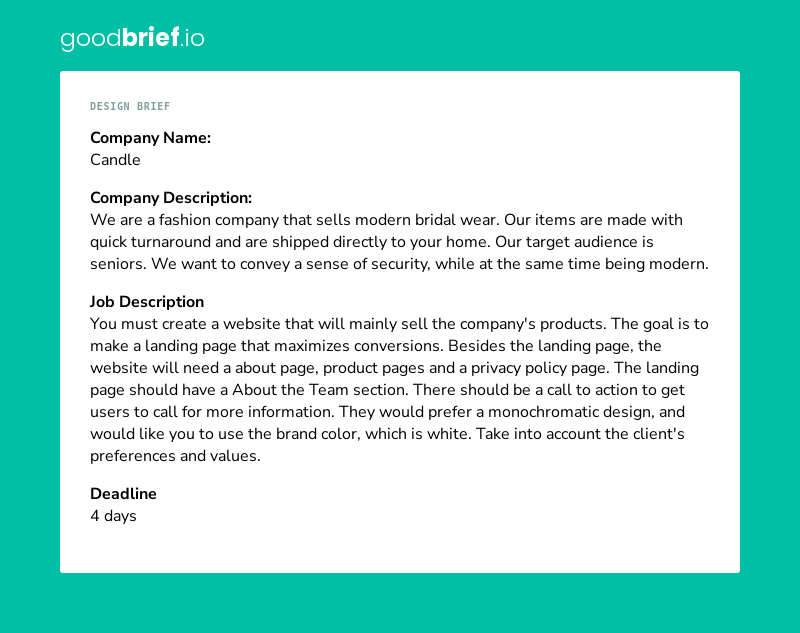 goodbrief.io
DESIGN BRIEF
Company Name:
Candle
Company Description:
We are a fashion company that sells modern bridal wear. Our items are made with
quick turnaround and are shipped directly to your home. Our target audience is
seniors. We want to convey a sense of security, while at the same time being modern.
Job Description
You must create a website that will mainly sell the company's products. The goal is to
make a landing page that maximizes conversions. Besides the landing page, the
website will need a about page, product pages and a privacy policy page. The landing
page should have a About the Team section. There should be a call to action to get
users to call for more information. They would prefer a monochromatic design, and
would like you to use the brand color, which is white. Take into account the client's
preferences and values.
Deadline
4 days